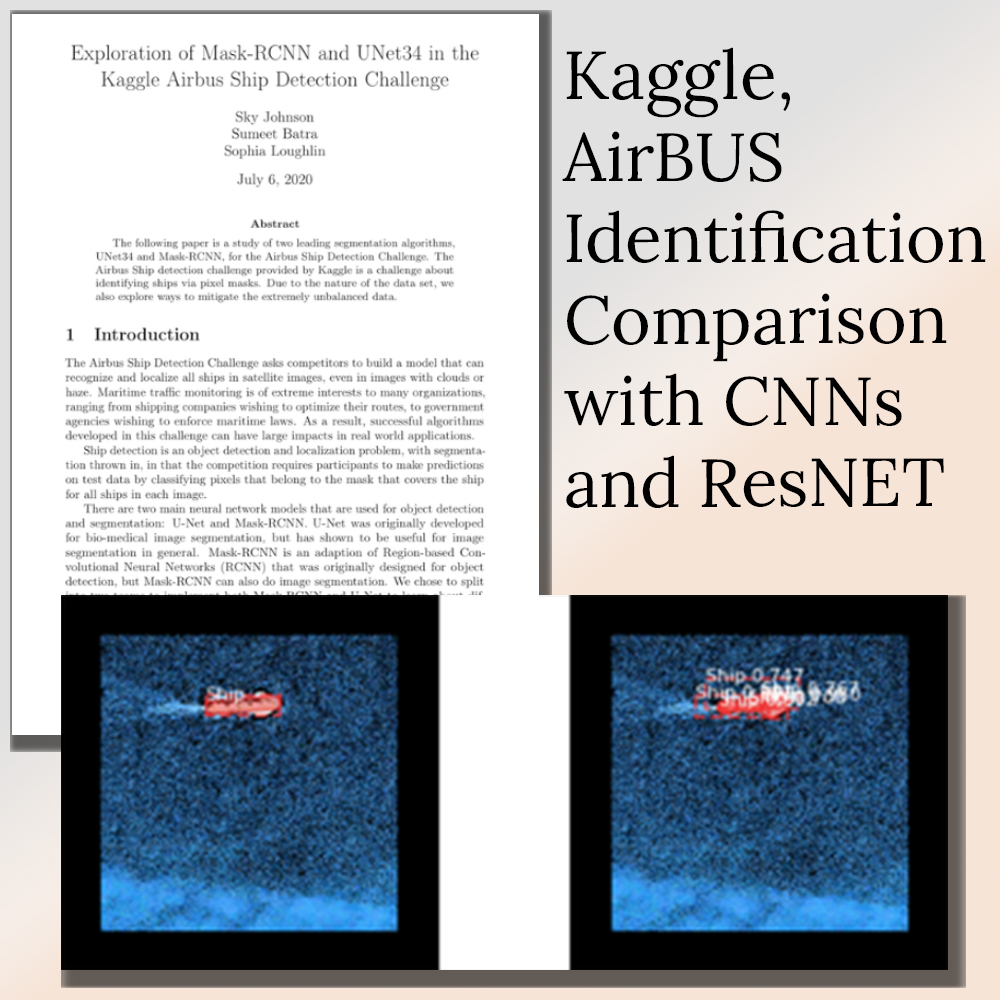 Exploration of Mask-RCNN and UNet34 in the
Kaggle Airbus Ship Detection Challenge
Sky Johnson
Sumeet Batra
Sophia Loughlin
July 6, 2020
Abstract
The following paper is a study of two leading segmentation algorithms,
UNet34 and Mask-RCNN, for the Airbus Ship Detection Challenge. The
Airbus Ship detection challenge provided by Kaggle is a challenge about
identifying ships via pixel masks. Due to the nature of the data set, we
also explore ways to mitigate the extremely unbalanced data.
1 Introduction
The Airbus Ship Detection Challenge asks competitors to build a model that can
recognize and localize all ships in satellite images, even in images with clouds or
haze. Maritime traffic monitoring is of extreme interests to many organizations,
ranging from shipping companies wishing to optimize their routes, to government
agencies wishing to enforce maritime laws. As a result, successful algorithms
developed in this challenge can have large impacts in real world applications.
Ship detection is an object detection and localization problem, with segmenta-
tion thrown in, in that the competition requires participants to make predictions
on test data by classifying pixels that belong to the mask that covers the ship
for all ships in each image.
There are two main neural network models that are used for object detection
and segmentation: U-Net and Mask-RCNN. U-Net was originally developed
for bio-medical image segmentation, but has shown to be useful for image
segmentation in general. Mask-RCNN is an adaption of Region-based Con-
volutional Neural Networks (RCNN) that was originally designed for object
detection, but Mask-RCNN can also do image segmentation. We chose to split
Kaggle,
AirBUS
Identification
Comparison
with CNNs
and ResNET
Ship
Ship 0.747